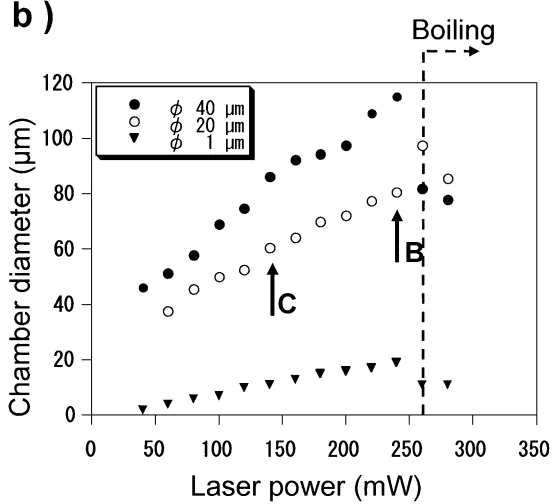 b )
Boiling
φ 40 μm
φ 20 μm
φ 1 μm
Chamber diameter (μm)
120
100
80
60
40
20
0
B
C
0 50 100 150 200 250 300 350
Laser power (mW)